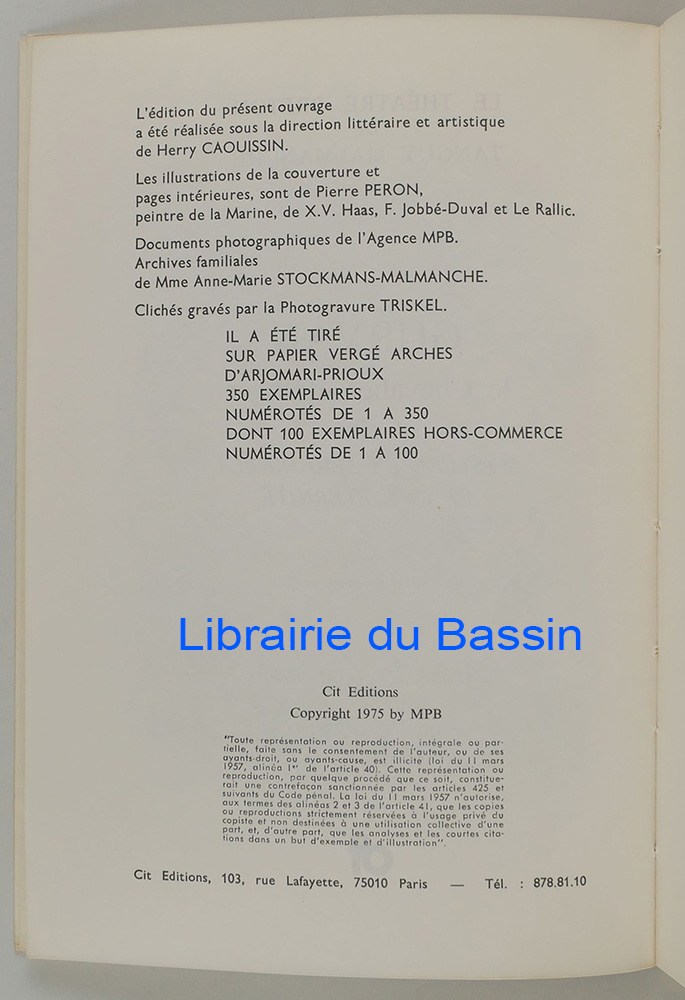 L'édition du présent ouvrage
a été réalisée sous la direction littéraire et artistique
de Herry CAOUISSIN.
Les illustrations de la couverture et
pages intérieures, sont de Pierre PERON,
peintre de la Marine, de X.V. Haas, F. Jobbé-Duval et Le Rallic.
Documents photographiques de l'Agence MPB.
Archives familiales
de Mme Anne-Marie STOCKMANS-MALMANCHE.
Clichés gravés par la Photogravure TRISKEL.
IL A ÉTÉ TIRÉ
SUR PAPIER VERGÉ ARCHES
D'ARJOMARI-PRIOUX
350 EXEMPLAIRES
NUMÉROTÉS DE 1 A 350
DONT 100 EXEMPLAIRES HORS-COMMERCE
NUMÉROTÉS DE 1 A 100
Librairie du Bassin
Cit Editions
Copyright 1975 by MPB
"Toute représentation ou reproduction, intégrale ou par-
tielle, faite sans le consentement de l'auteur, ou de ses
ayants-droit, ou ayants-cause, est illicite (loi du 11 mars
1957, alinéa 1er de l'article 40). Cette représentation ou
reproduction, par quelque procédé que ce soit, constitue-
rait une contrefaçon sanctionnée par les articles 425 et
suivants du Code pénal. La loi du 11 mars 1957 n'autorise,
aux termes des alinéas 2 et 3 de l'article 41, que les copies
ou reproductions strictement réservées à l'usage privé du
copiste et non destinées à une utilisation collective d'une
part, et, d'autre part, que les analyses et les courtes cita-
tions dans un but d'exemple et d'illustration".
Cit Editions, 103, rue Lafayette, 75010 Paris — Tél. : 878.81.10